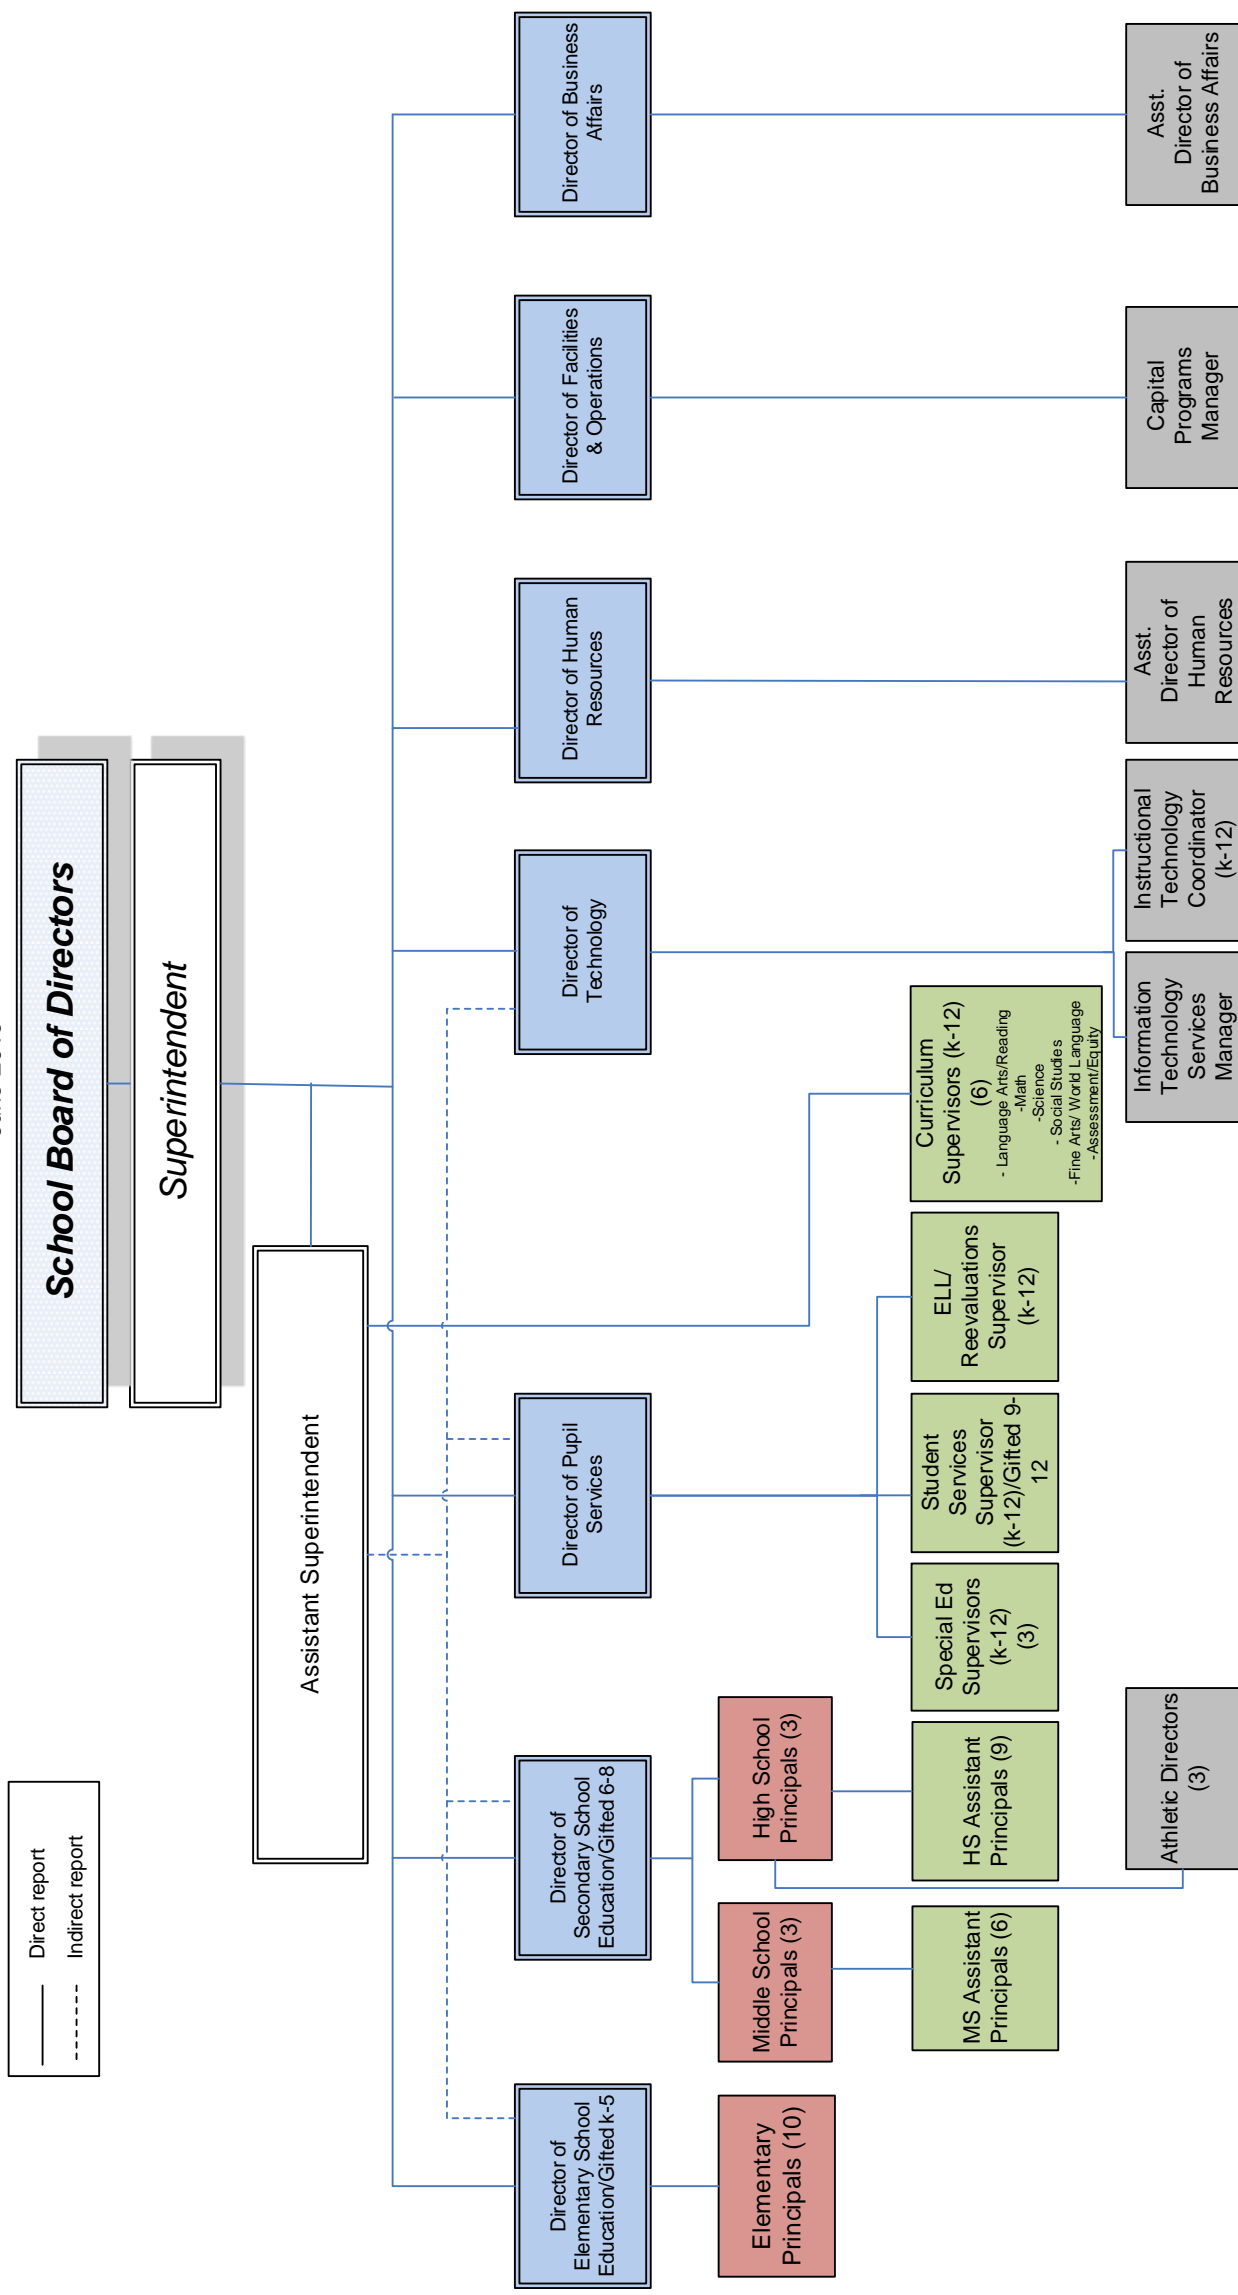 Direct report
Indirect report
School Board of Directors
Superintendent
Assistant Superintendent
Director of
Elementary School
Education/Gifted k-5
Director of
Secondary School
Education/Gifted 6-8
Director of Pupil
Services
Director of
Technology
Director of Human
Resources
Director of Facilities
& Operations
Director of Business
Affairs
Elementary
Principals (10)
Middle School
Principals (3)
High School
Principals (3)
MS Assistant
Principals (6)
HS Assistant
Principals (9)
Special Ed
Supervisors
(k-12)
(3)
Student
Services
Supervisor
(k-12)/Gifted 9-
12
ELL/
Reevaluations
Supervisor
(k-12)
Curriculum
Supervisors (k-12)
(6)
- Language Arts/Reading
-Math
-Science
- Social Studies
-Fine Arts/ World Language
-Assessment/Equity
Athletic Directors
(3)
Information
Technology
Services
Manager
Instructional
Technology
Coordinator
(k-12)
Asst.
Director of
Human
Resources
Capital
Programs
Manager
Asst.
Director of
Business Affairs